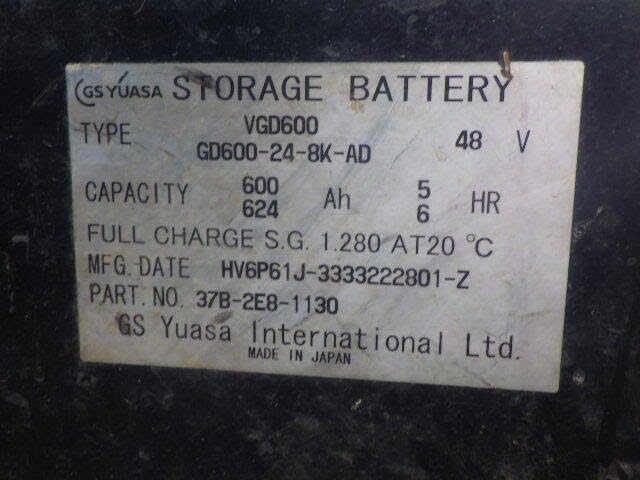 GS YUASA STORAGE BATTERY
TYPE VGD600 48 V
GD600-24-8K-AD
CAPACITY 600 Ah 5 HR
624 6
FULL CHARGE S.G. 1.280 AT 20 ℃
MFG. DATE HV6P61J-3333222801-Z
PART. NO. 37B-2E8-1130
GS Yuasa International Ltd.
MADE IN JAPAN